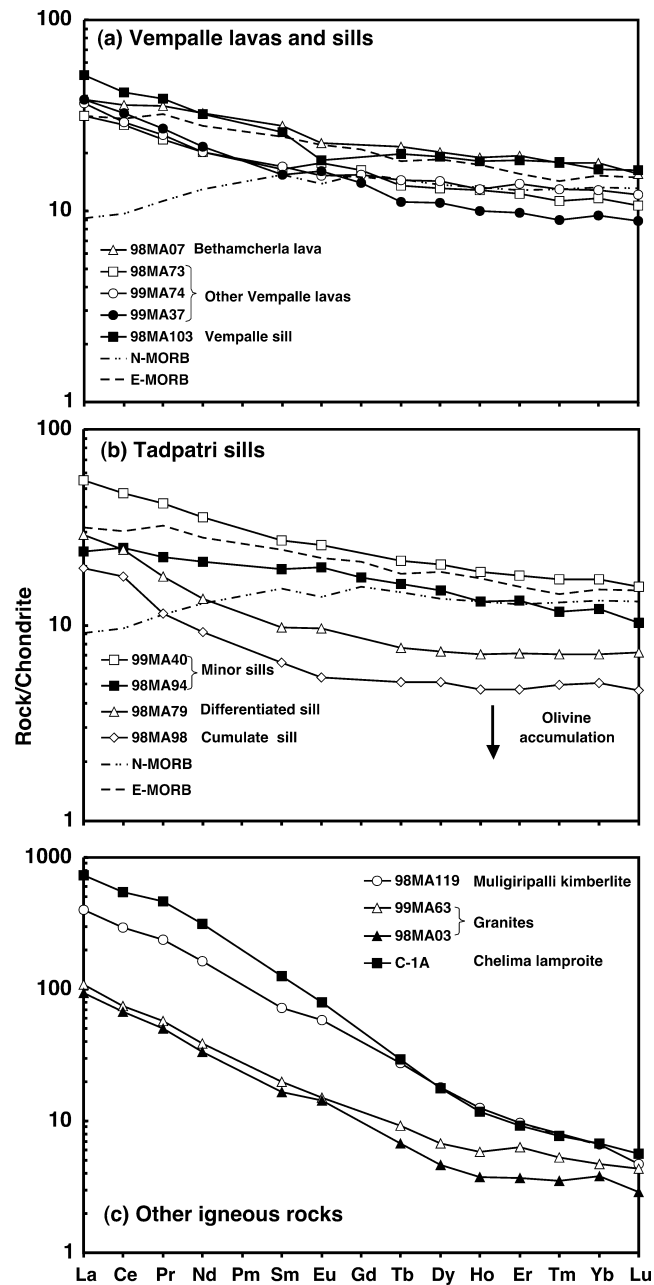 100
(a) Vempalle lavas and sills
10
98MA07 Bethamcherla lava
98MA73
99MA74 Other Vempalle lavas
99MA37
98MA103 Vempalle sill
N-MORB
E-MORB
1
100
(b) Tadpatri sills
10
Rock/Chondrite
99MA40
Minor sills
98MA94
98MA79 Differentiated sill
98MA98 Cumulate sill
N-MORB
E-MORB
Olivine
accumulation
1
1000
98MA119 Muligiripalli kimberlite
99MA63
Granites
98MA03
C-1A Chelima lamproite
100
10
(c) Other igneous rocks
1
La Ce Pr Nd Pm Sm Eu Gd Tb Dy Ho Er Tm Yb Lu